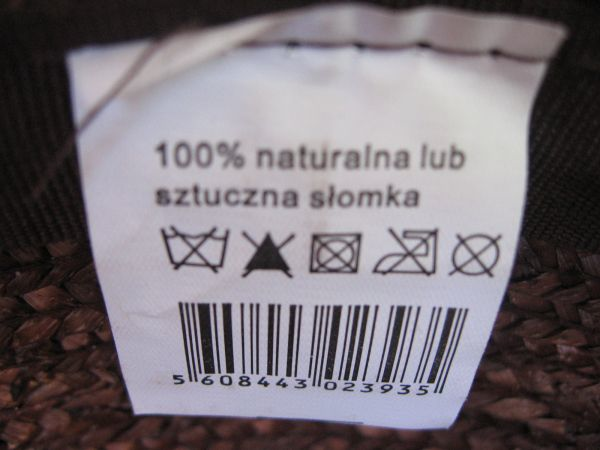 100% naturalna lub
sztuczna słomka
5 608443 023935